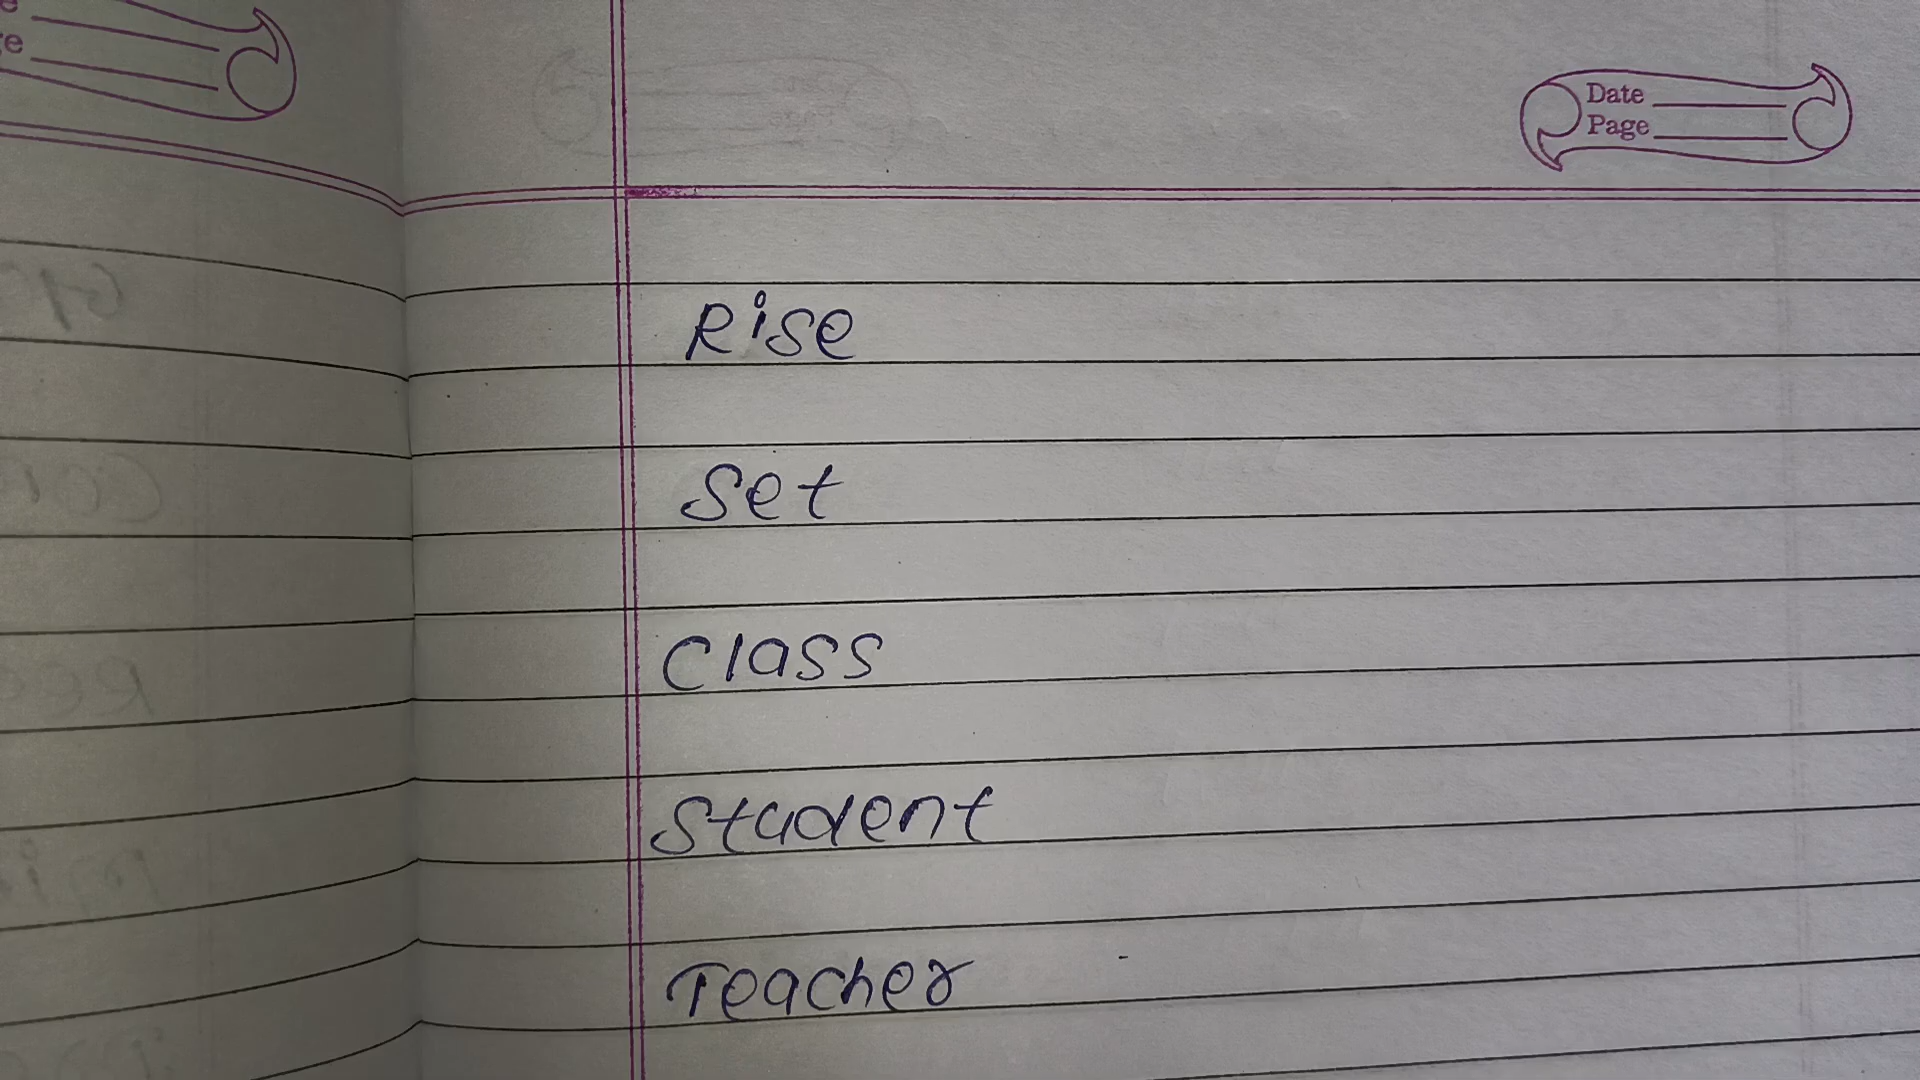 Date
Page
Rise
Set
Class
Student
Teacher